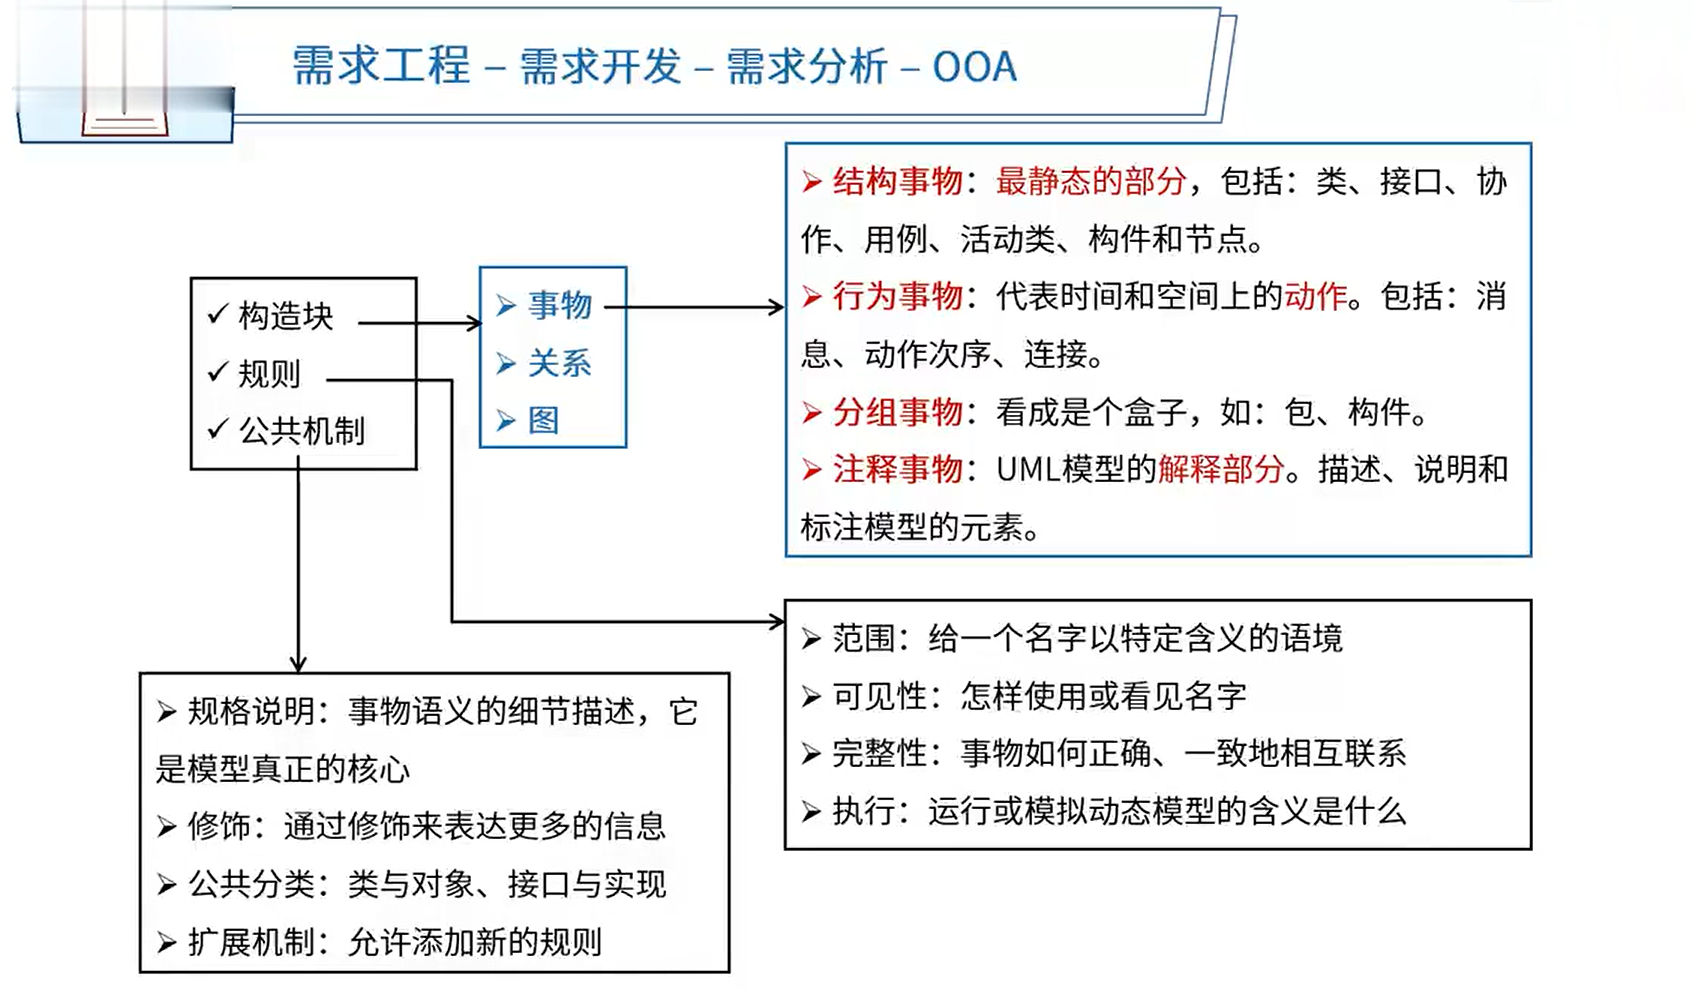 需求工程 – 需求开发 – 需求分析 – OOA
✓ 构造块
✓ 规则
✓ 公共机制
➢ 事物
➢ 关系
➢ 图
➢ 结构事物：最静态的部分，包括：类、接口、协
作、用例、活动类、构件和节点。
➢ 行为事物：代表时间和空间上的动作。包括：消
息、动作次序、连接。
➢ 分组事物：看成是个盒子，如：包、构件。
➢ 注释事物：UML模型的解释部分。描述、说明和
标注模型的元素。
➢ 范围：给一个名字以特定含义的语境
➢ 可见性：怎样使用或看见名字
➢ 完整性：事物如何正确、一致地相互联系
➢ 执行：运行或模拟动态模型的含义是什么
➢ 规格说明：事物语义的细节描述，它
是模型真正的核心
➢ 修饰：通过修饰来表达更多的信息
➢ 公共分类：类与对象、接口与实现
➢ 扩展机制：允许添加新的规则